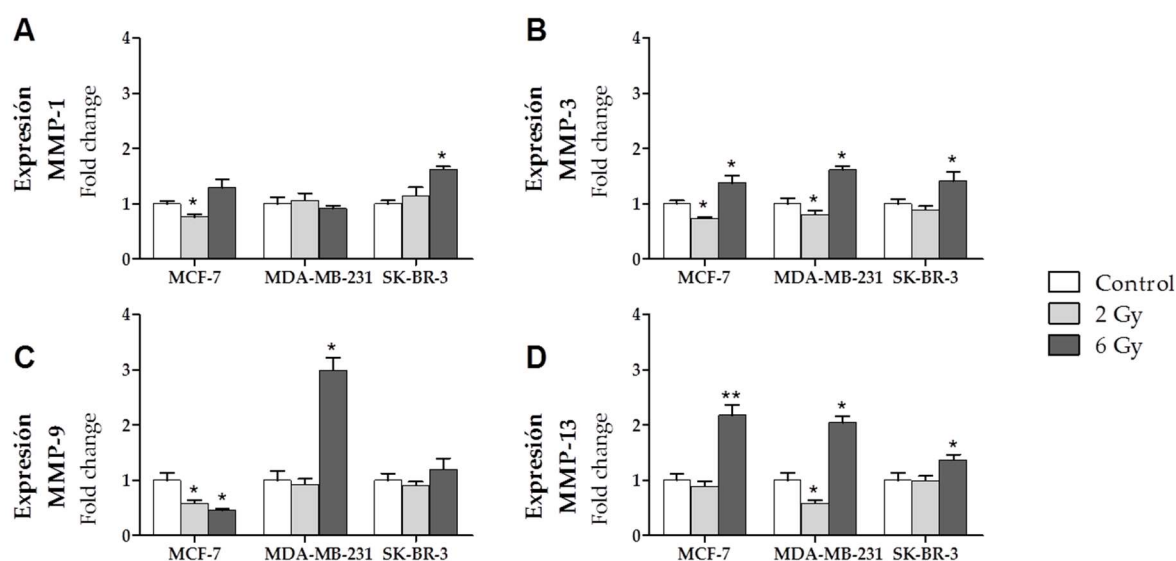 A
Expresión
MMP-1
Fold change
4
3
2
1
0
*
*
MCF-7 MDA-MB-231 SK-BR-3
B
Expresión
MMP-3
Fold change
4
3
2
1
0
*
*
*
*
*
MCF-7 MDA-MB-231 SK-BR-3
C
Expresión
MMP-9
Fold change
4
3
2
1
0
*
*
*
MCF-7 MDA-MB-231 SK-BR-3
D
Expresión
MMP-13
Fold change
4
3
2
1
0
**
*
*
*
MCF-7 MDA-MB-231 SK-BR-3
Control
2 Gy
6 Gy